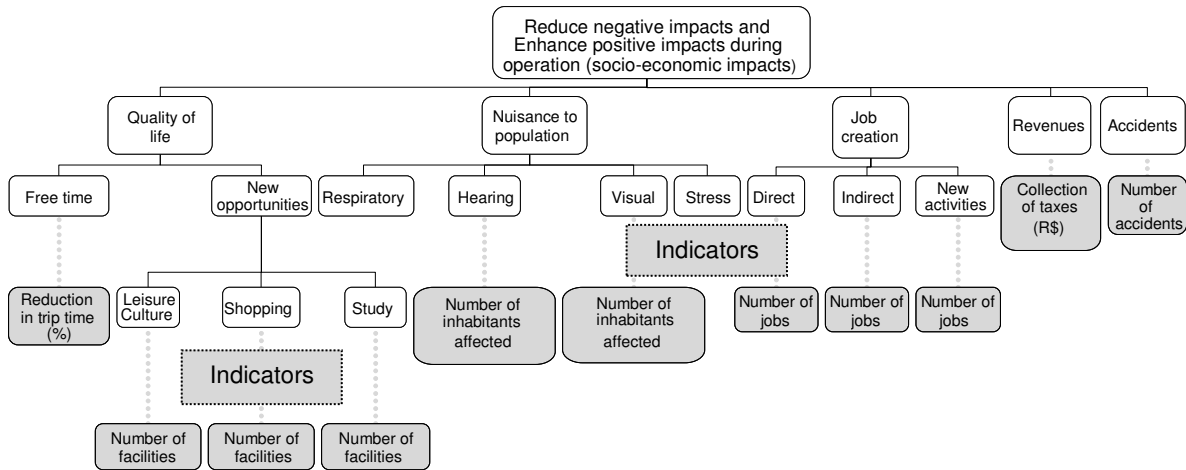 Reduce negative impacts and
Enhance positive impacts during
operation (socio-economic impacts)
Quality of
life
Nuisance to
population
Job
creation
Revenues
Accidents
Free time
New
opportunities
Respiratory
Hearing
Visual
Stress
Direct
Indirect
New
activities
Collection
of taxes
(R$)
Number
of
accidents
Indicators
Reduction
in trip time
(%)
Leisure
Culture
Shopping
Study
Number of
inhabitants
affected
Number of
inhabitants
affected
Number of
jobs
Number of
jobs
Number of
jobs
Indicators
Number of
facilities
Number of
facilities
Number of
facilities